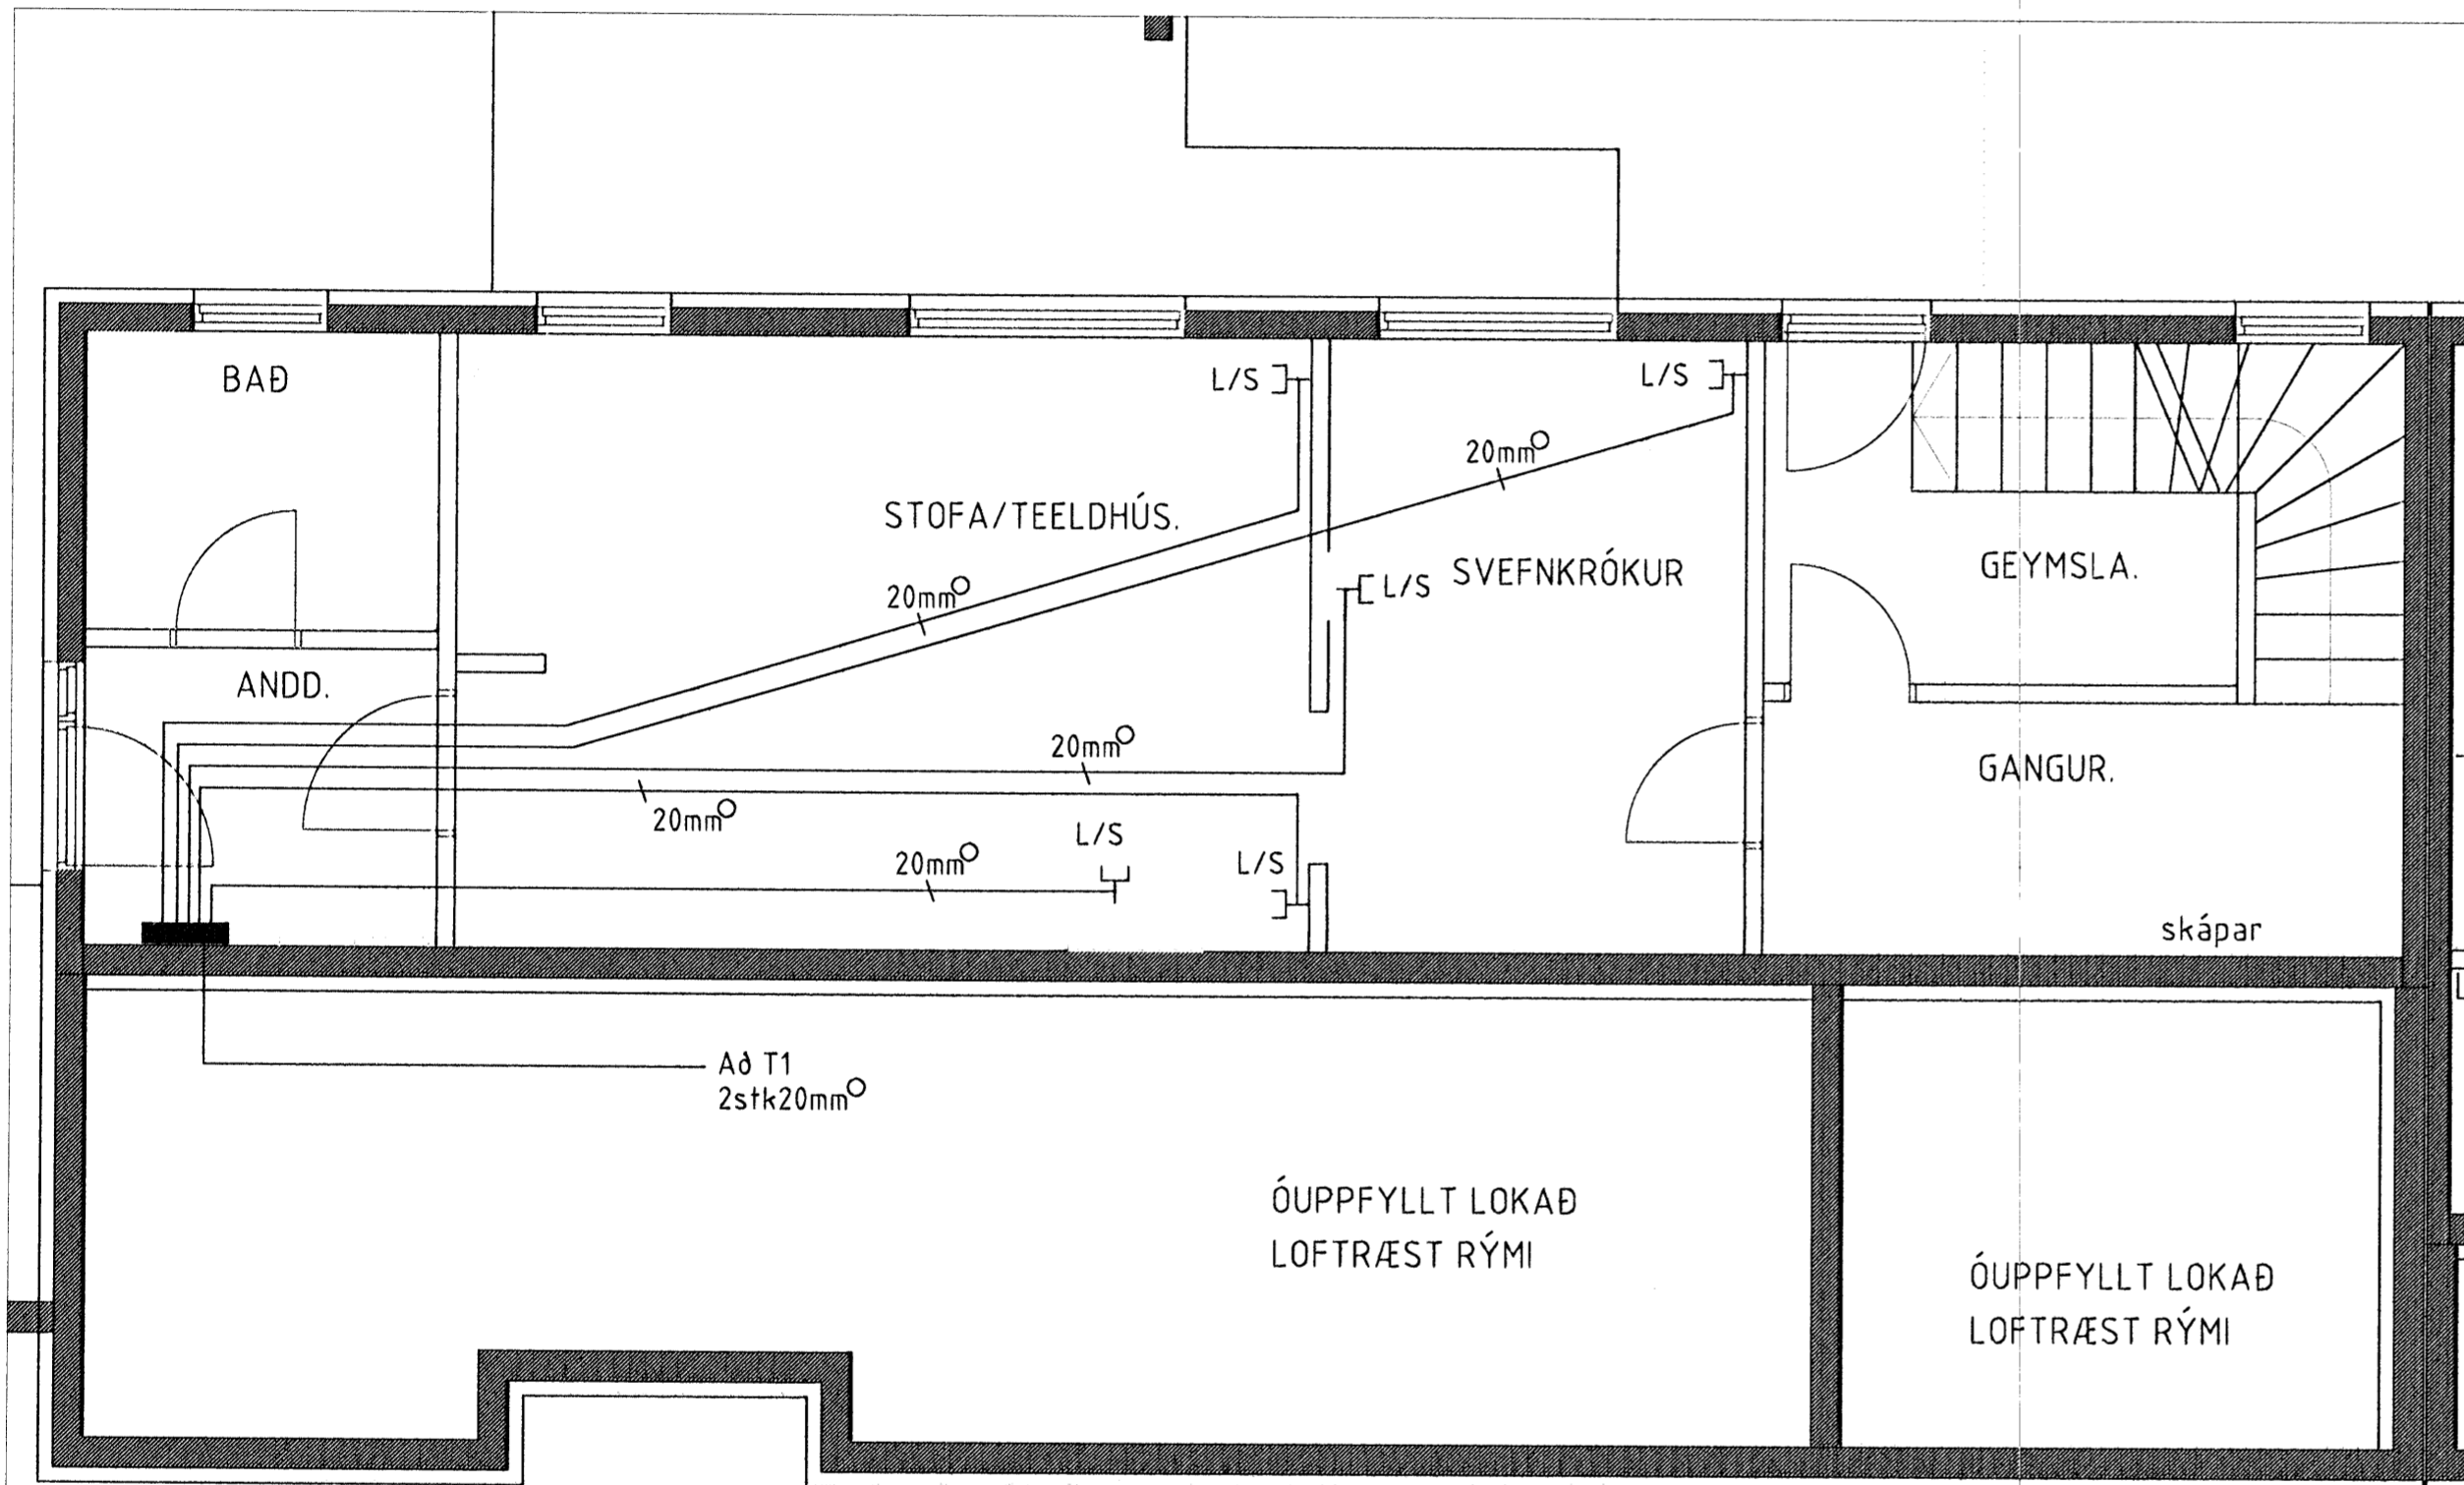 BAÐ
L/S
L/S
20mm
STOFA/TEELDHÚS.
SVEFNKRÓKUR
GEYMSLA.
20mm
L/S
ANDD.
20mm
GANGUR.
20mm
L/S
20mm
L/S
skápar
Að T1
2stk20mm
ÓUPPFYLLT LOKAÐ
LOFTRÆST RÝMI
ÓUPPFYLLT LOKAÐ
LOFTRÆST RÝMI